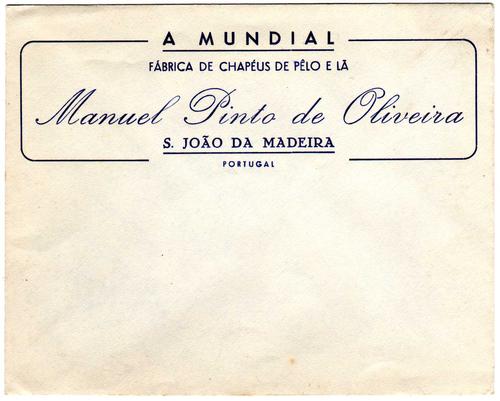 A MUNDIAL
FÁBRICA DE CHAPÉUS DE PÊLO E LÃ
Manuel Pinto de Oliveira
S. JOÃO DA MADEIRA
PORTUGAL